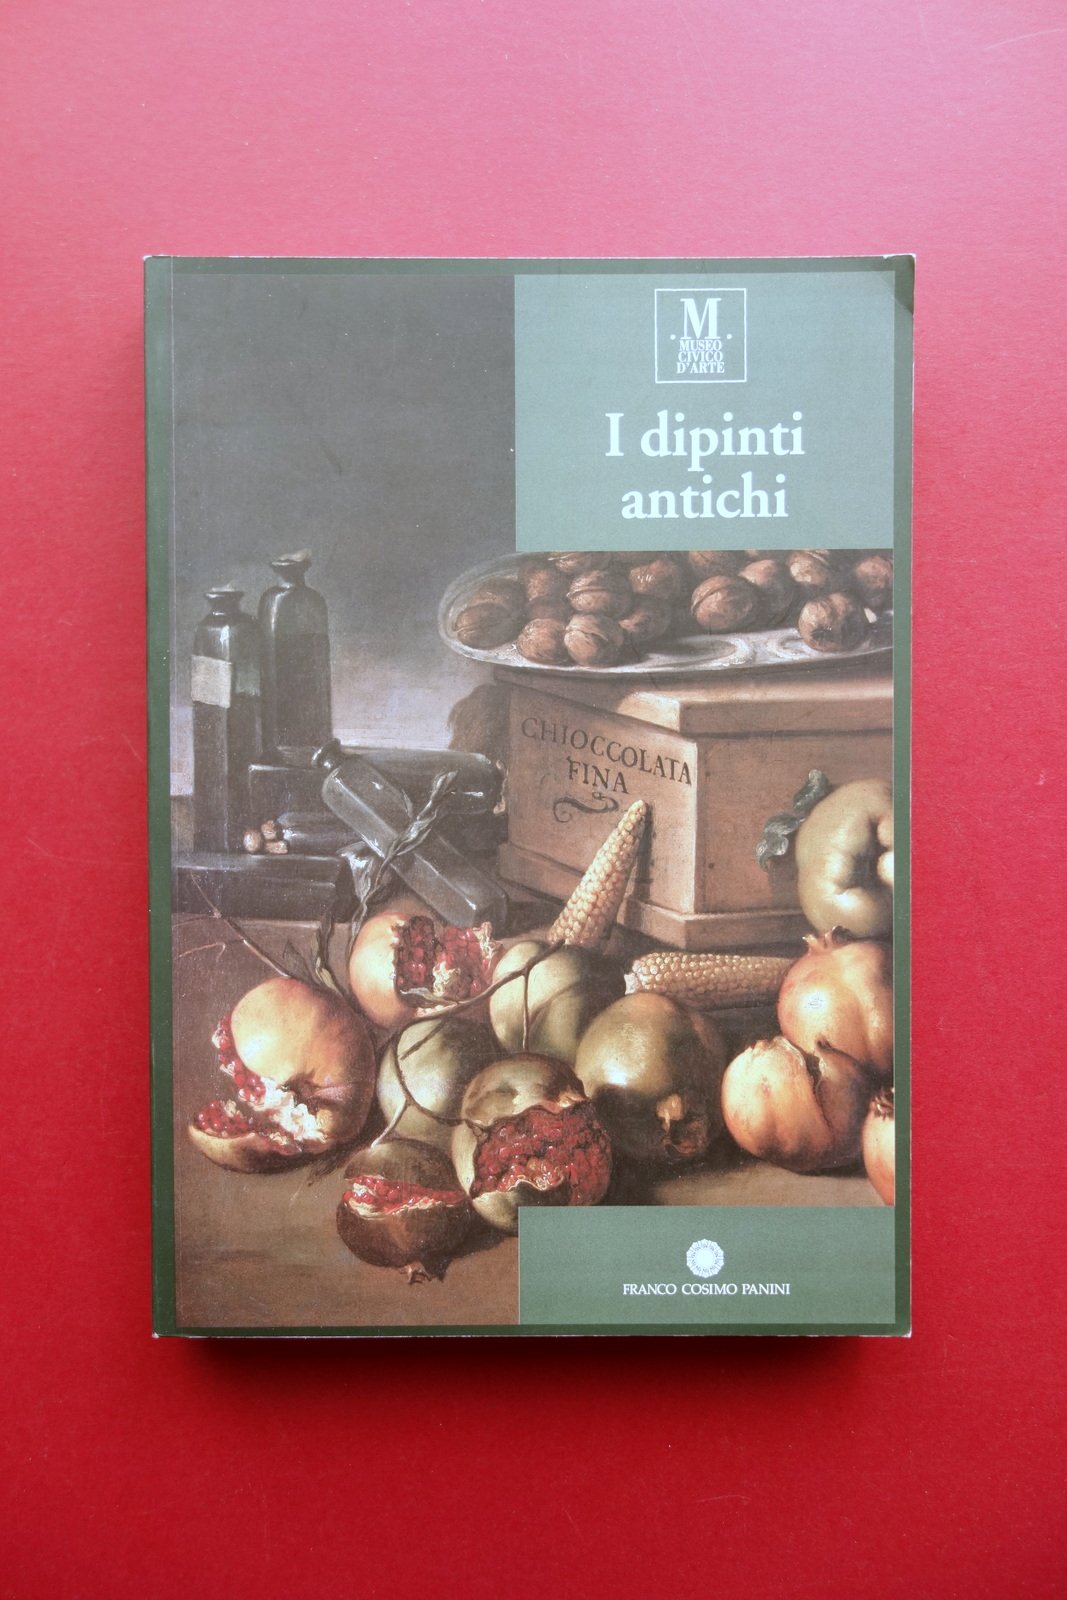 .M.
MUSEO
CIVICO
D'ARTE
I dipinti
antichi
CHIOCCOLATA
FINA
FRANCO COSIMO PANINI